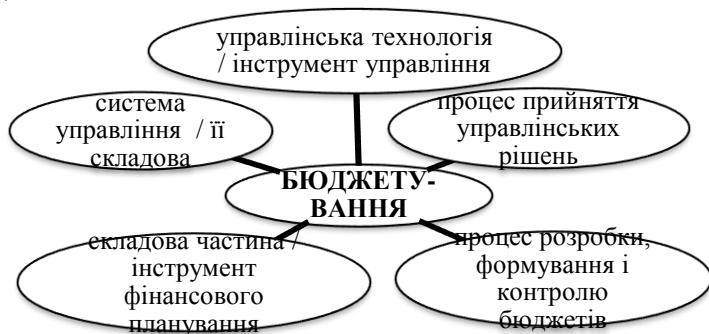 управлінська технологія
/ інструмент управління
система
управління / її
складова
процес прийняття
управлінських
рішень
БЮДЖЕТУ-
ВАННЯ
складова частина /
інструмент
фінансового
планування
процес розробки,
формування і
контролю
бюджетів